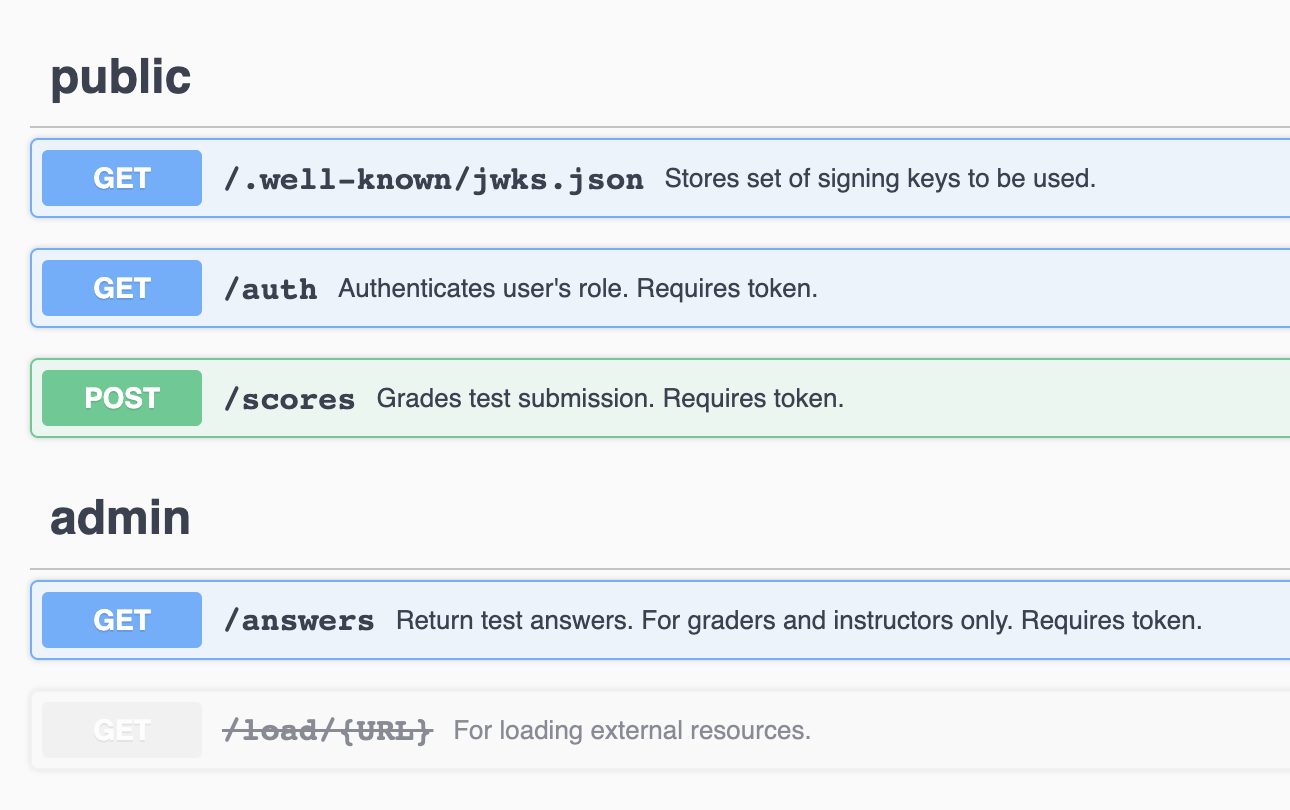 public
GET /.well-known/jwks.json Stores set of signing keys to be used.
GET /auth Authenticates user's role. Requires token.
POST /scores Grades test submission. Requires token.
admin
GET /answers Return test answers. For graders and instructors only. Requires token.
GET /load/{URL} For loading external resources.